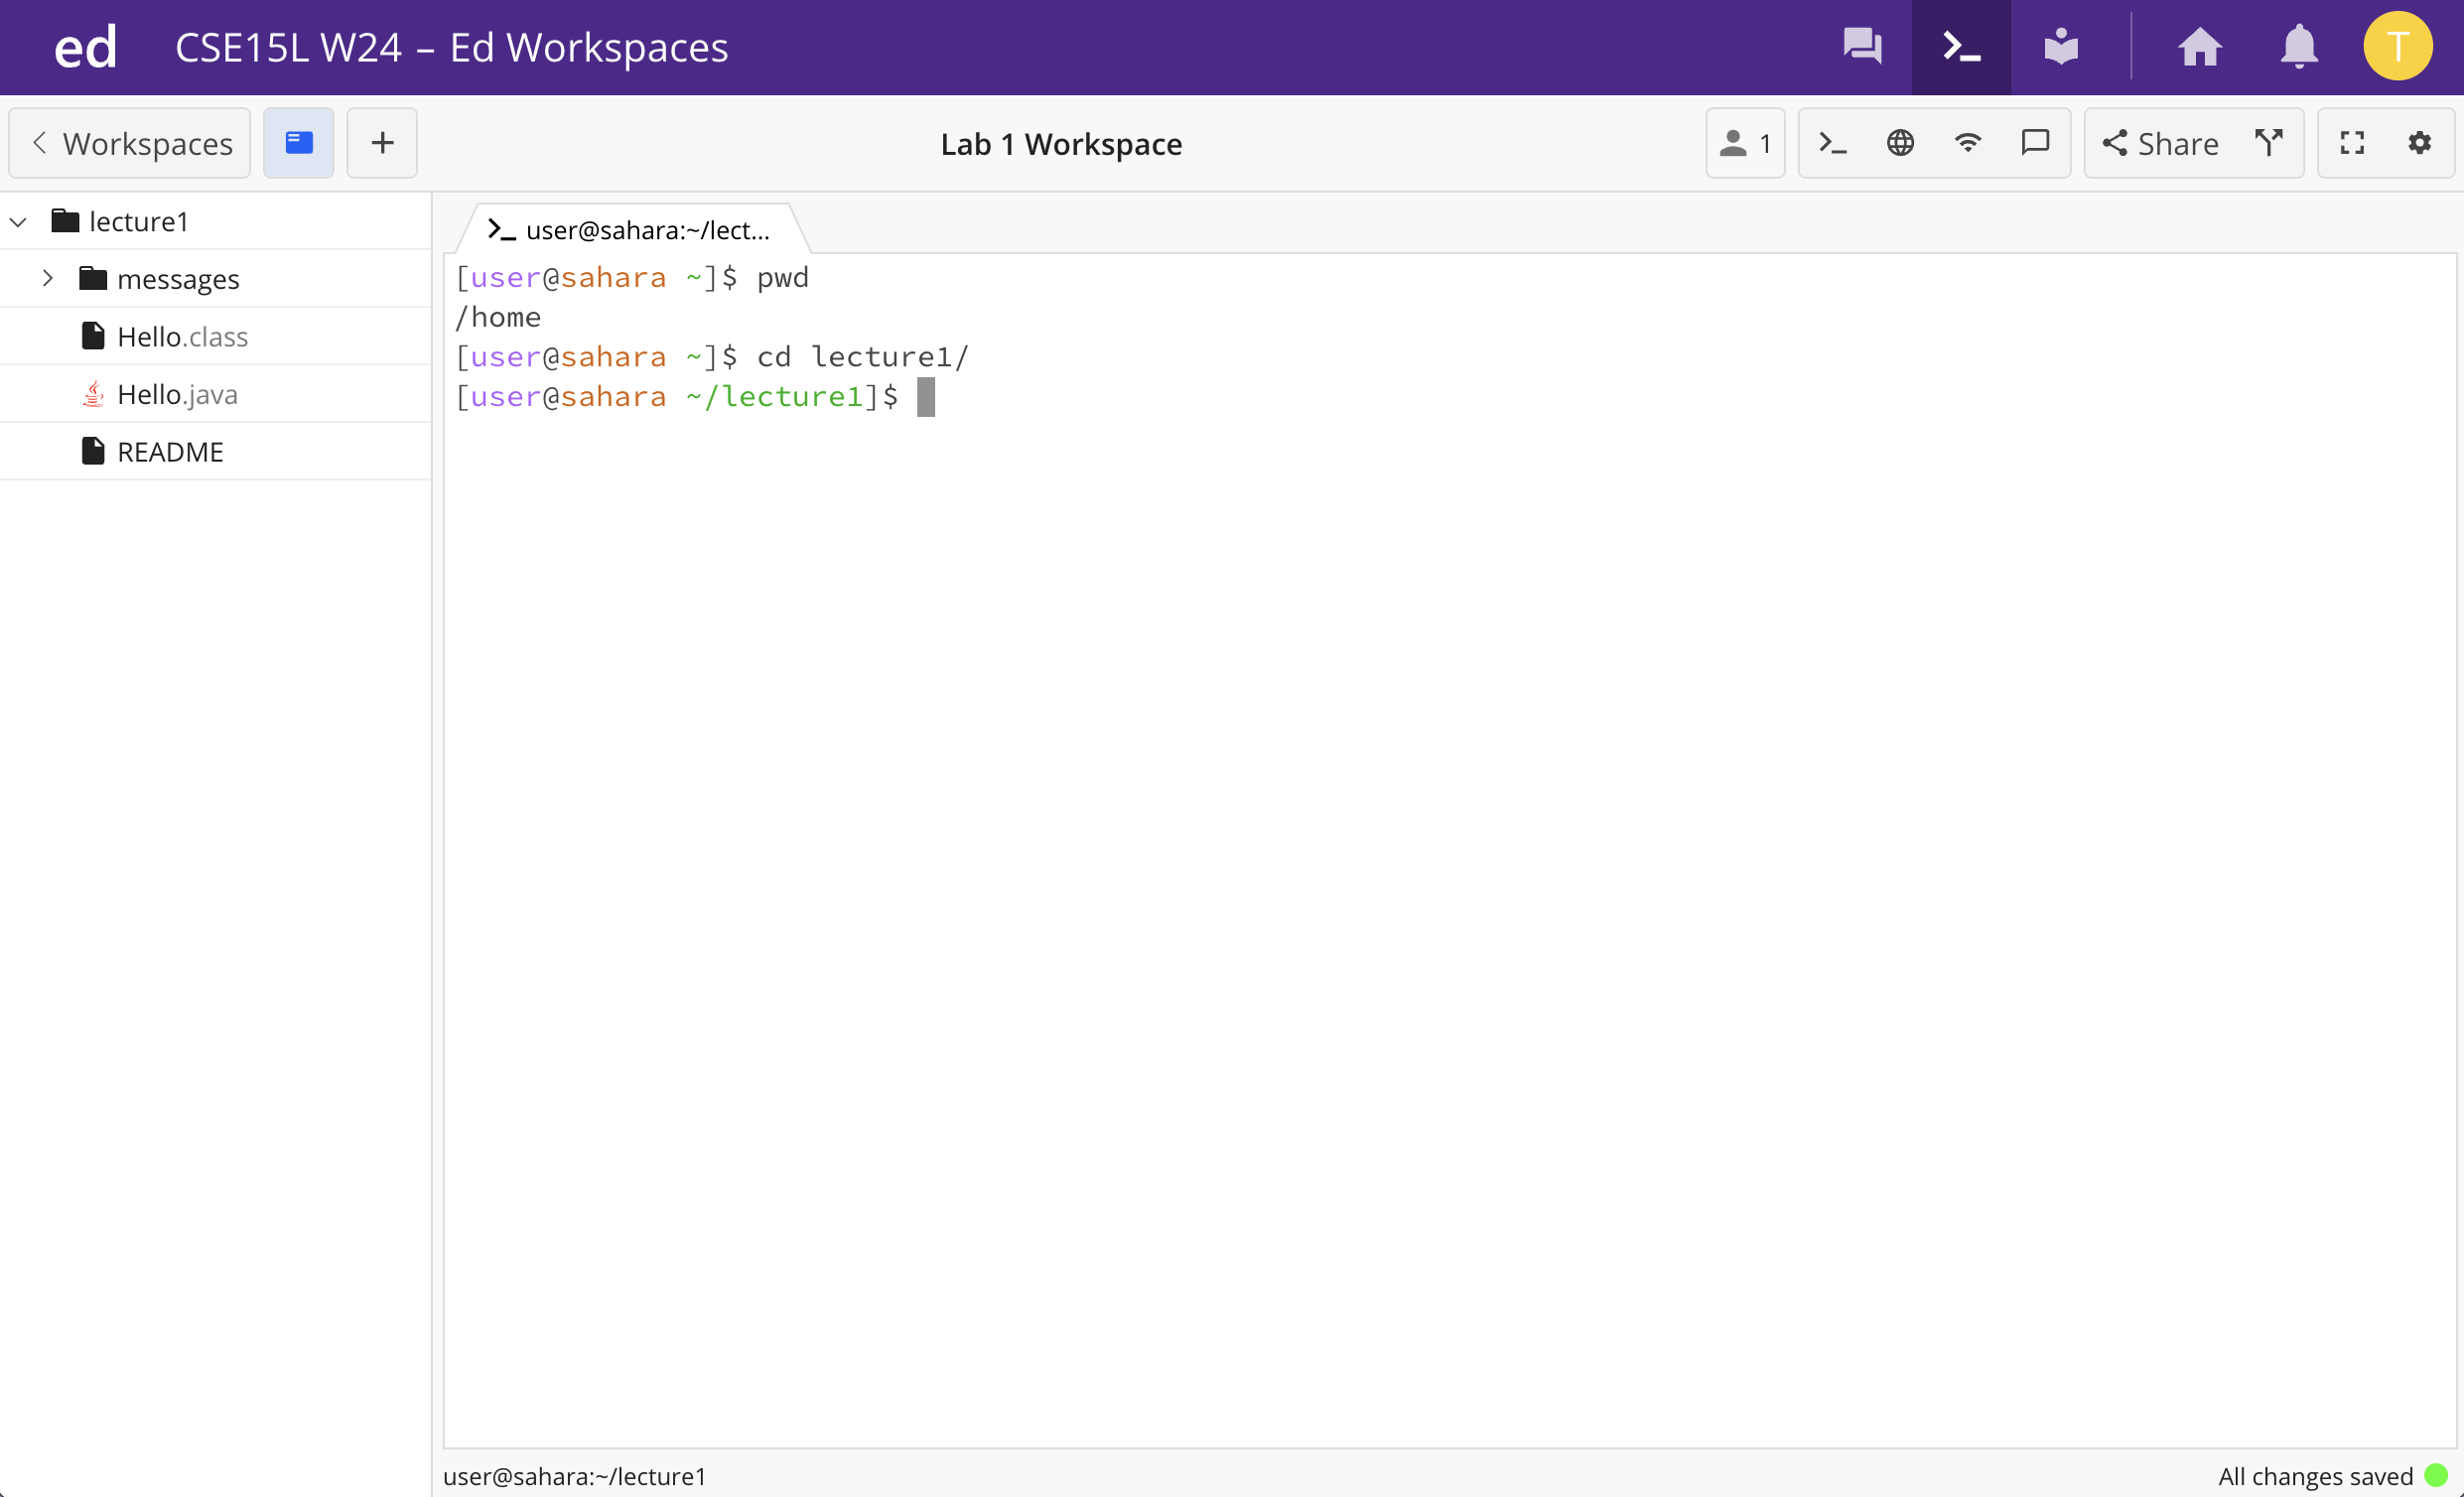 ed CSE15L W24 – Ed Workspaces T
Workspaces + Lab 1 Workspace 1 Share
lecture1
messages
Hello.class
Hello.java
README
user@sahara:~/lect...
[user@sahara ~]$ pwd
/home
[user@sahara ~]$ cd lecture1/
[user@sahara ~/lecture1]$
user@sahara:~/lecture1
All changes saved